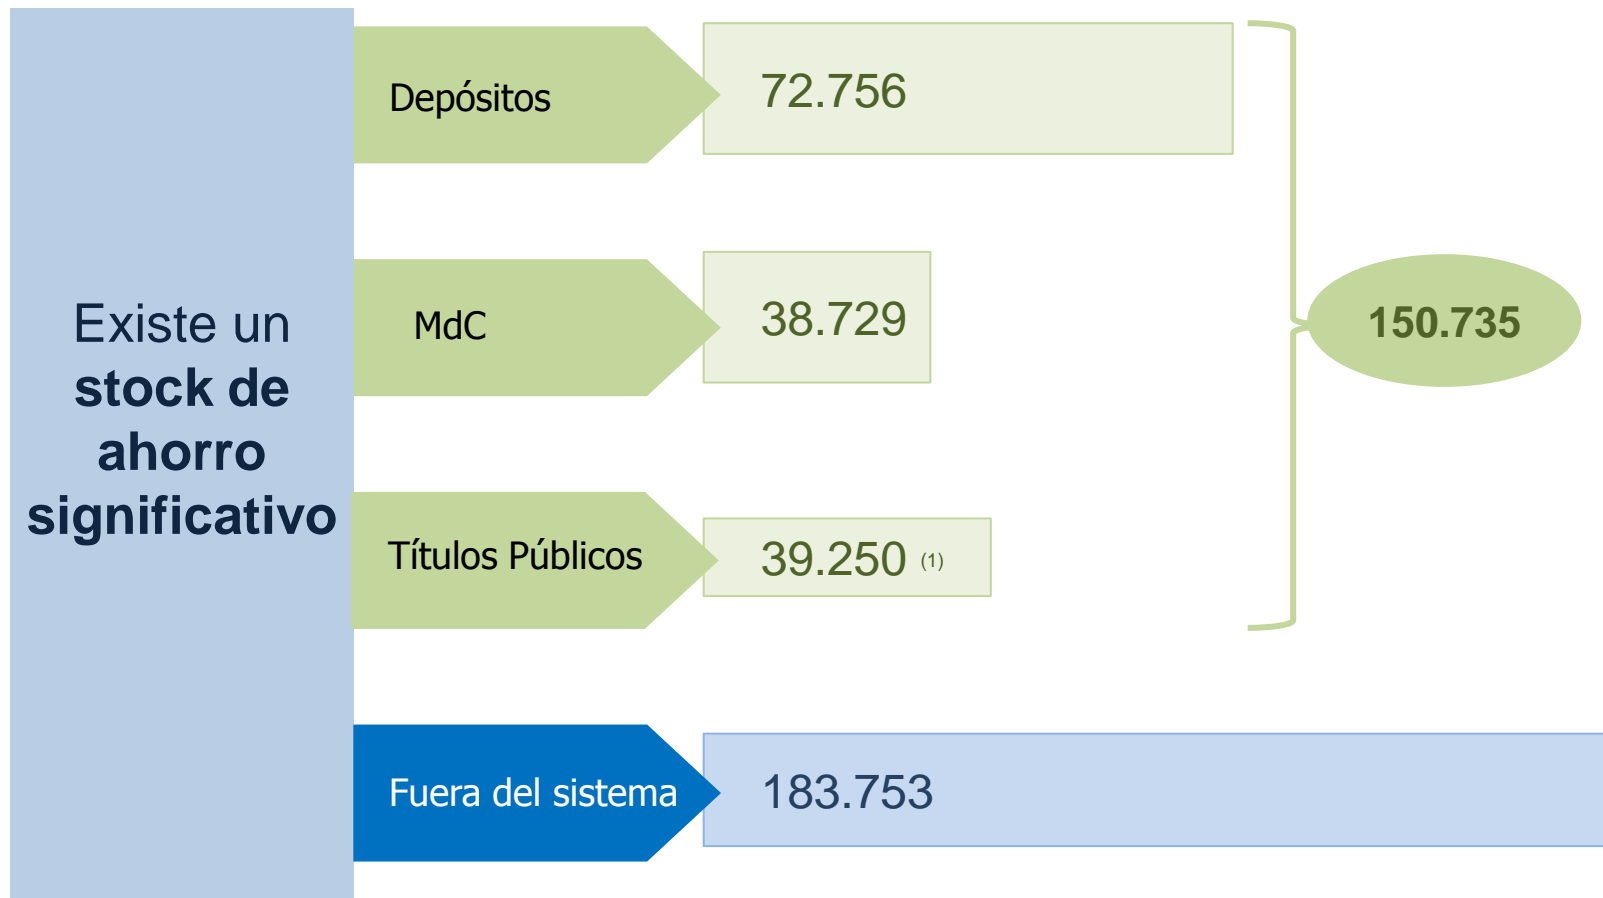 Existe un
stock de
ahorro
significativo
Depósitos
72.756
MdC
38.729
150.735
Títulos Públicos
39.250 (1)
Fuera del sistema
183.753